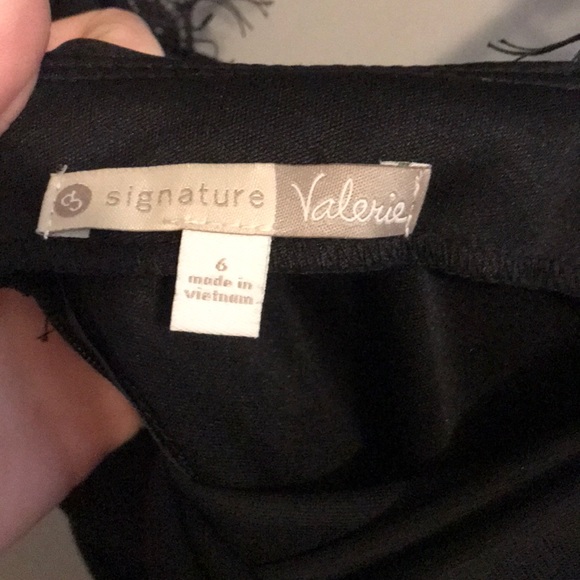 signature Valerie
6
made in
vietnam